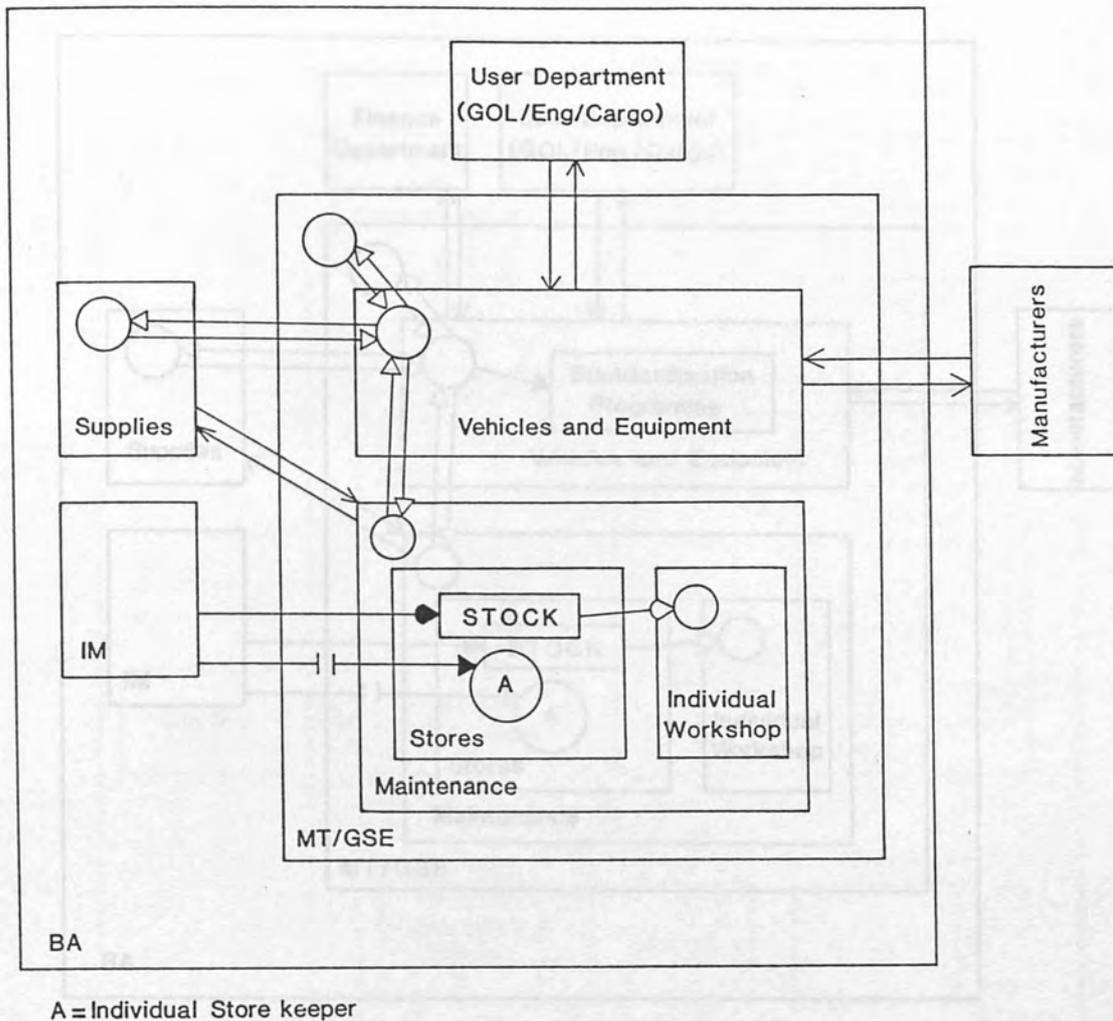 User Department
(GOL/Eng/Cargo)
Supplies
Vehicles and Equipment
Manufacturers
IM
STOCK
A
Stores
Individual
Workshop
Maintenance
MT/GSE
BA
A = Individual Store keeper